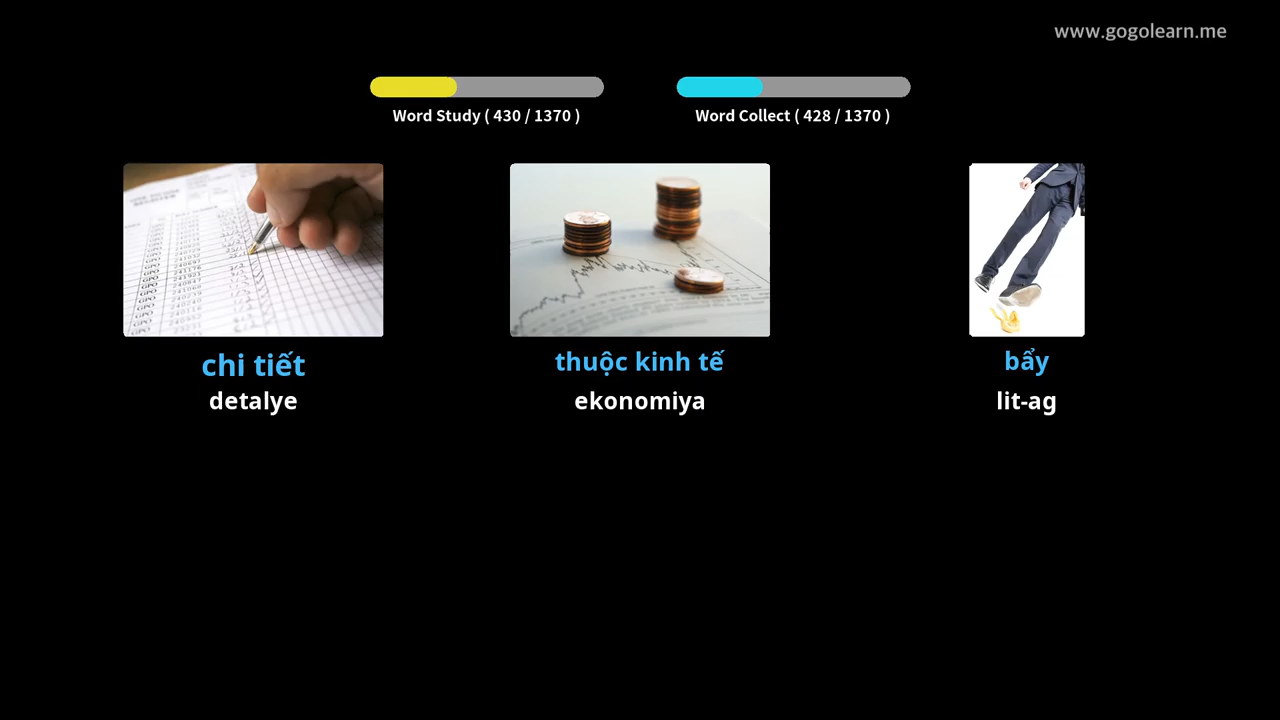 www.gogolearn.me
Word Study ( 430 / 1370 )
Word Collect ( 428 / 1370 )
chi tiết
detalye
thuộc kinh tế
ekonomiya
bẩy
lit-ag